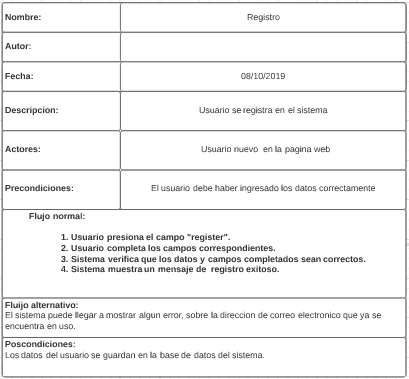 Nombre: Registro
Autor:
Fecha: 08/10/2019
Descripcion: Usuario se registra en el sistema
Actores: Usuario nuevo en la pagina web
Precondiciones: El usuario debe haber ingresado los datos correctamente
Flujo normal:
1. Usuario presiona el campo "register".
2. Usuario completa los campos correspondientes.
3. Sistema verifica que los datos y campos completados sean correctos.
4. Sistema muestra un mensaje de registro exitoso.
Fluijo alternativo:
El sistema puede llegar a mostrar algun error, sobre la direccion de correo electronico que ya se
encuentra en uso.
Poscondiciones:
Los datos del usuario se guardan en la base de datos del sistema.